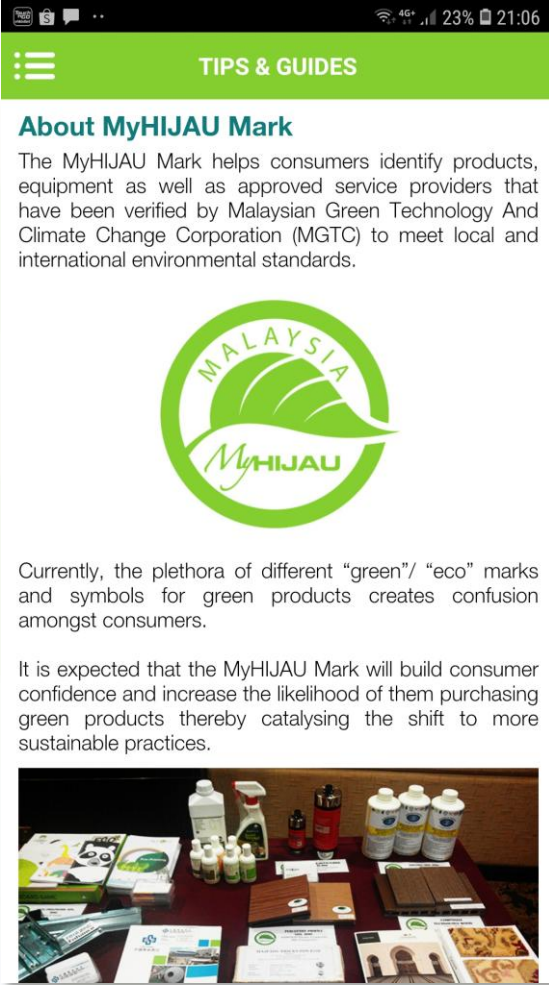 23% 21:06
TIPS & GUIDES
About MyHIJAU Mark
The MyHIJAU Mark helps consumers identify products,
equipment as well as approved service providers that
have been verified by Malaysian Green Technology And
Climate Change Corporation (MGTC) to meet local and
international environmental standards.
MALAYSIA
MyHIJAU
Currently, the plethora of different “green”/ “eco” marks
and symbols for green products creates confusion
amongst consumers.
It is expected that the MyHIJAU Mark will build consumer
confidence and increase the likelihood of them purchasing
green products thereby catalysing the shift to more
sustainable practices.